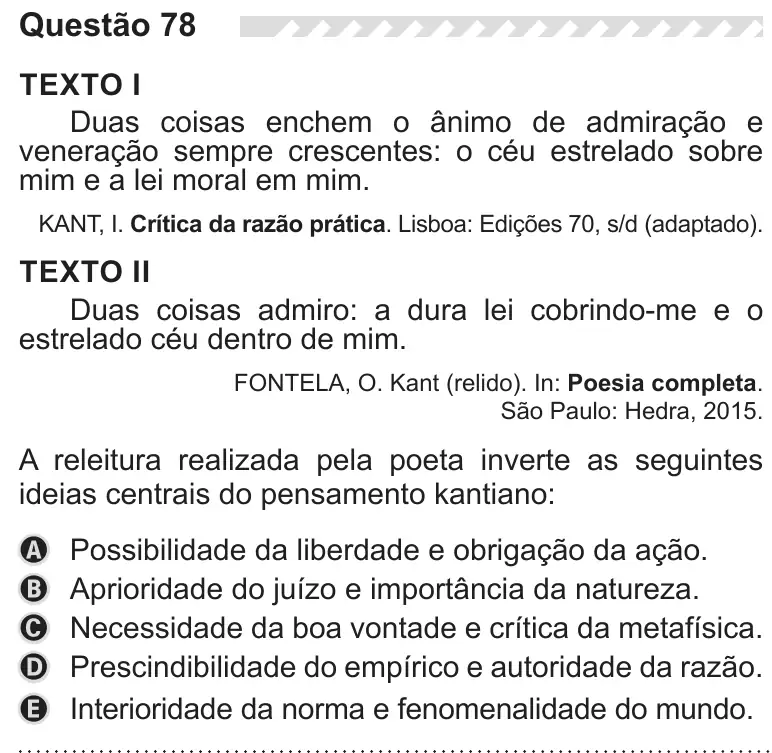 Questão 78
TEXTO I
Duas coisas enchem o ânimo de admiração e
veneração sempre crescentes: o céu estrelado sobre
mim e a lei moral em mim.
KANT, I. Crítica da razão prática. Lisboa: Edições 70, s/d (adaptado).
TEXTO II
Duas coisas admiro: a dura lei cobrindo-me e o
estrelado céu dentro de mim.
FONTELA, O. Kant (relido). In: Poesia completa.
São Paulo: Hedra, 2015.
A releitura realizada pela poeta inverte as seguintes
ideias centrais do pensamento kantiano:
A Possibilidade da liberdade e obrigação da ação.
B Aprioridade do juízo e importância da natureza.
C Necessidade da boa vontade e crítica da metafísica.
D Prescindibilidade do empírico e autoridade da razão.
E Interioridade da norma e fenomenalidade do mundo.